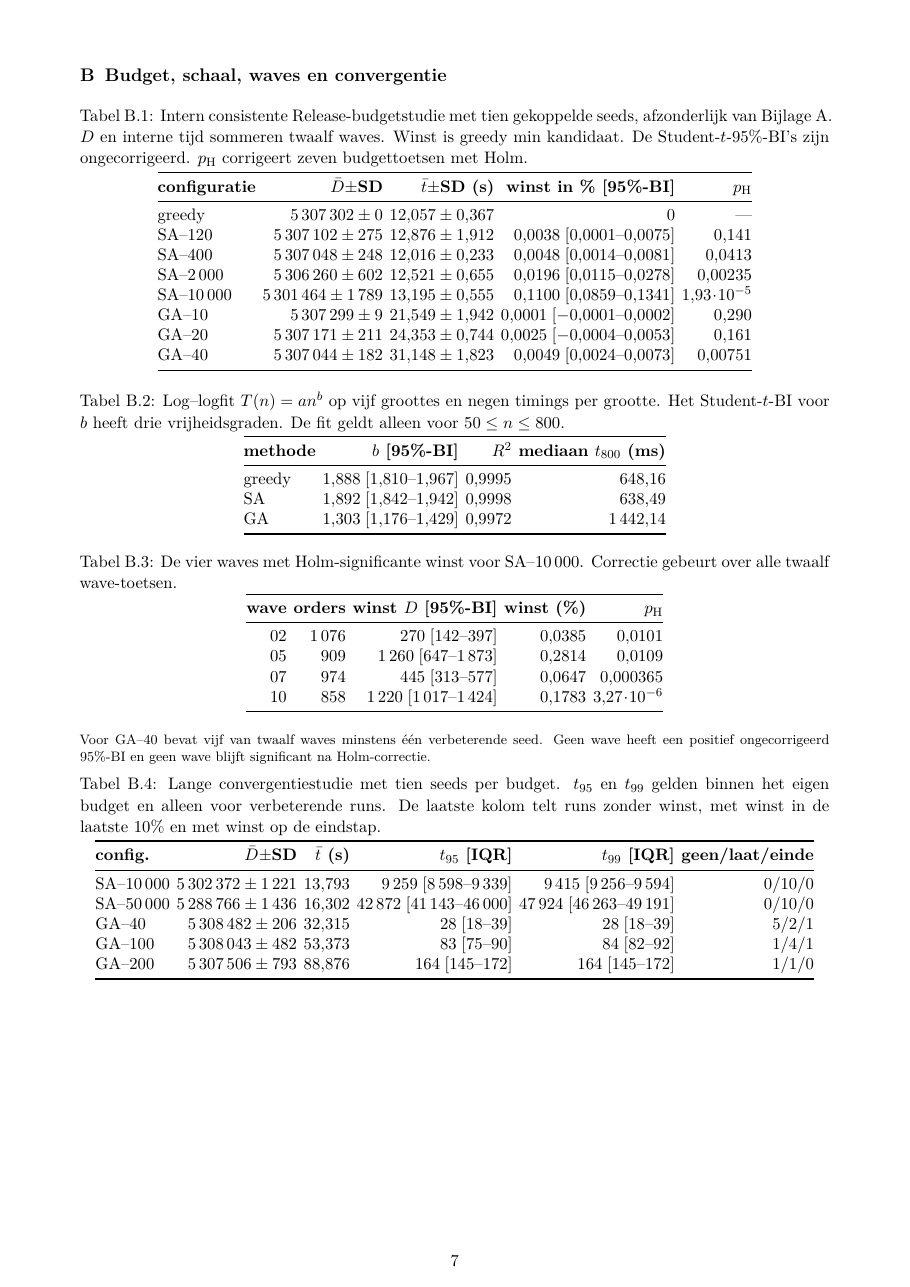 B Budget, schaal, waves en convergentie
Tabel B.1: Intern consistente Release-budgetstudie met tien gekoppelde seeds, afzonderlijk van Bijlage A.
D en interne tijd sommeren twaalf waves. Winst is greedy min kandidaat. De Student-t-95%-BI's zijn
ongecorrigeerd. pH corrigeert zeven budgettoetsen met Holm.
configuratie D̄±SD t̄±SD (s) winst in % [95%-BI] pH
greedy 5 307 302 ± 0 12,057 ± 0,367 0 —
SA–120 5 307 102 ± 275 12,876 ± 1,912 0,0038 [0,0001–0,0075] 0,141
SA–400 5 307 048 ± 248 12,016 ± 0,233 0,0048 [0,0014–0,0081] 0,0413
SA–2 000 5 306 260 ± 602 12,521 ± 0,655 0,0196 [0,0115–0,0278] 0,00235
SA–10 000 5 301 464 ± 1 789 13,195 ± 0,555 0,1100 [0,0859–0,1341] 1,93·10⁻⁵
GA–10 5 307 299 ± 9 21,549 ± 1,942 0,0001 [−0,0001–0,0002] 0,290
GA–20 5 307 171 ± 211 24,353 ± 0,744 0,0025 [−0,0004–0,0053] 0,161
GA–40 5 307 044 ± 182 31,148 ± 1,823 0,0049 [0,0024–0,0073] 0,00751
Tabel B.2: Log–logfit T(n) = anᵇ op vijf groottes en negen timings per grootte. Het Student-t-BI voor
b heeft drie vrijheidsgraden. De fit geldt alleen voor 50 ≤ n ≤ 800.
methode b [95%-BI] R² mediaan t₈₀₀ (ms)
greedy 1,888 [1,810–1,967] 0,9995 648,16
SA 1,892 [1,842–1,942] 0,9998 638,49
GA 1,303 [1,176–1,429] 0,9972 1 442,14
Tabel B.3: De vier waves met Holm-significante winst voor SA–10 000. Correctie gebeurt over alle twaalf
wave-toetsen.
wave orders winst D [95%-BI] winst (%) pH
02 1 076 270 [142–397] 0,0385 0,0101
05 909 1 260 [647–1 873] 0,2814 0,0109
07 974 445 [313–577] 0,0647 0,000365
10 858 1 220 [1 017–1 424] 0,1783 3,27·10⁻⁶
Voor GA–40 bevat vijf van twaalf waves minstens één verbeterende seed. Geen wave heeft een positief ongecorrigeerd
95%-BI en geen wave blijft significant na Holm-correctie.
Tabel B.4: Lange convergentiestudie met tien seeds per budget. t₉₅ en t₉₉ gelden binnen het eigen
budget en alleen voor verbeterende runs. De laatste kolom telt runs zonder winst, met winst in de
laatste 10% en met winst op de eindstap.
config. D̄±SD t̄ (s) t₉₅ [IQR] t₉₉ [IQR] geen/laat/einde
SA–10 000 5 302 372 ± 1 221 13,793 9 259 [8 598–9 339] 9 415 [9 256–9 594] 0/10/0
SA–50 000 5 288 766 ± 1 436 16,302 42 872 [41 143–46 000] 47 924 [46 263–49 191] 0/10/0
GA–40 5 308 482 ± 206 32,315 28 [18–39] 28 [18–39] 5/2/1
GA–100 5 308 043 ± 482 53,373 83 [75–90] 84 [82–92] 1/4/1
GA–200 5 307 506 ± 793 88,876 164 [145–172] 164 [145–172] 1/1/0
7